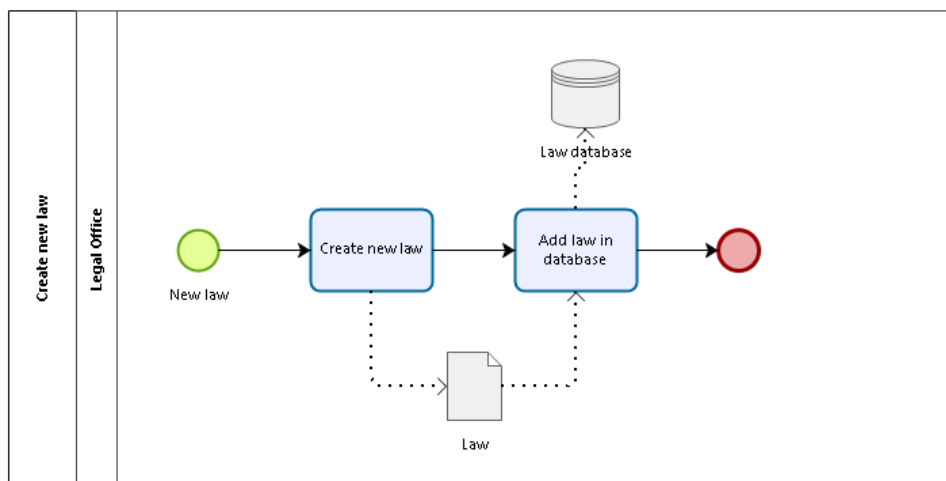 Create new law
Legal Office
Law database
Create new law
Add law in
database
New law
Law